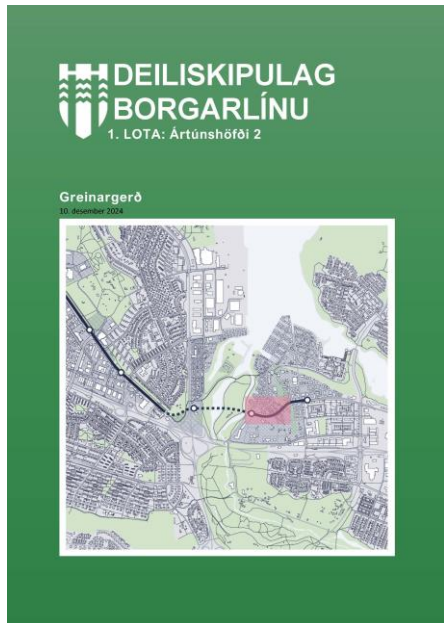 DEILISKIPULAG
BORGARLÍNU
1. LOTA: Ártúnshöfði 2
Greinargerð
10. desember 2024